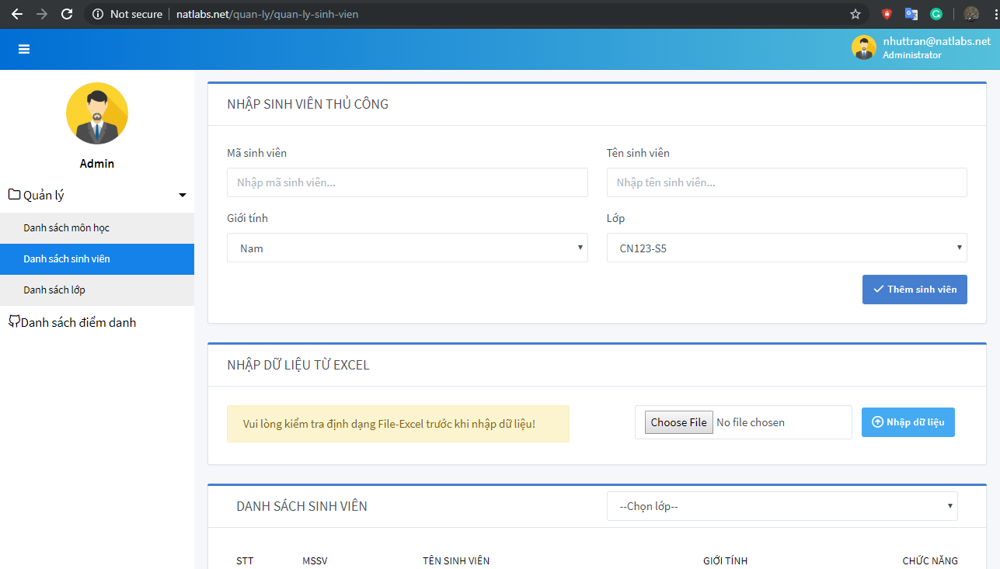 Not secure | natlabs.net/quan-ly/quan-ly-sinh-vien
nhuttran@natlabs.net
Administrator
Admin
Quản lý
Danh sách môn học
Danh sách sinh viên
Danh sách lớp
Danh sách điểm danh
NHẬP SINH VIÊN THỦ CÔNG
Mã sinh viên
Tên sinh viên
Nhập mã sinh viên...
Nhập tên sinh viên...
Giới tính
Lớp
Nam
CN123-S5
Thêm sinh viên
NHẬP DỮ LIỆU TỪ EXCEL
Vui lòng kiểm tra định dạng File-Excel trước khi nhập dữ liệu!
Choose File No file chosen
Nhập dữ liệu
DANH SÁCH SINH VIÊN
--Chọn lớp--
STT MSSV TÊN SINH VIÊN GIỚI TÍNH CHỨC NĂNG